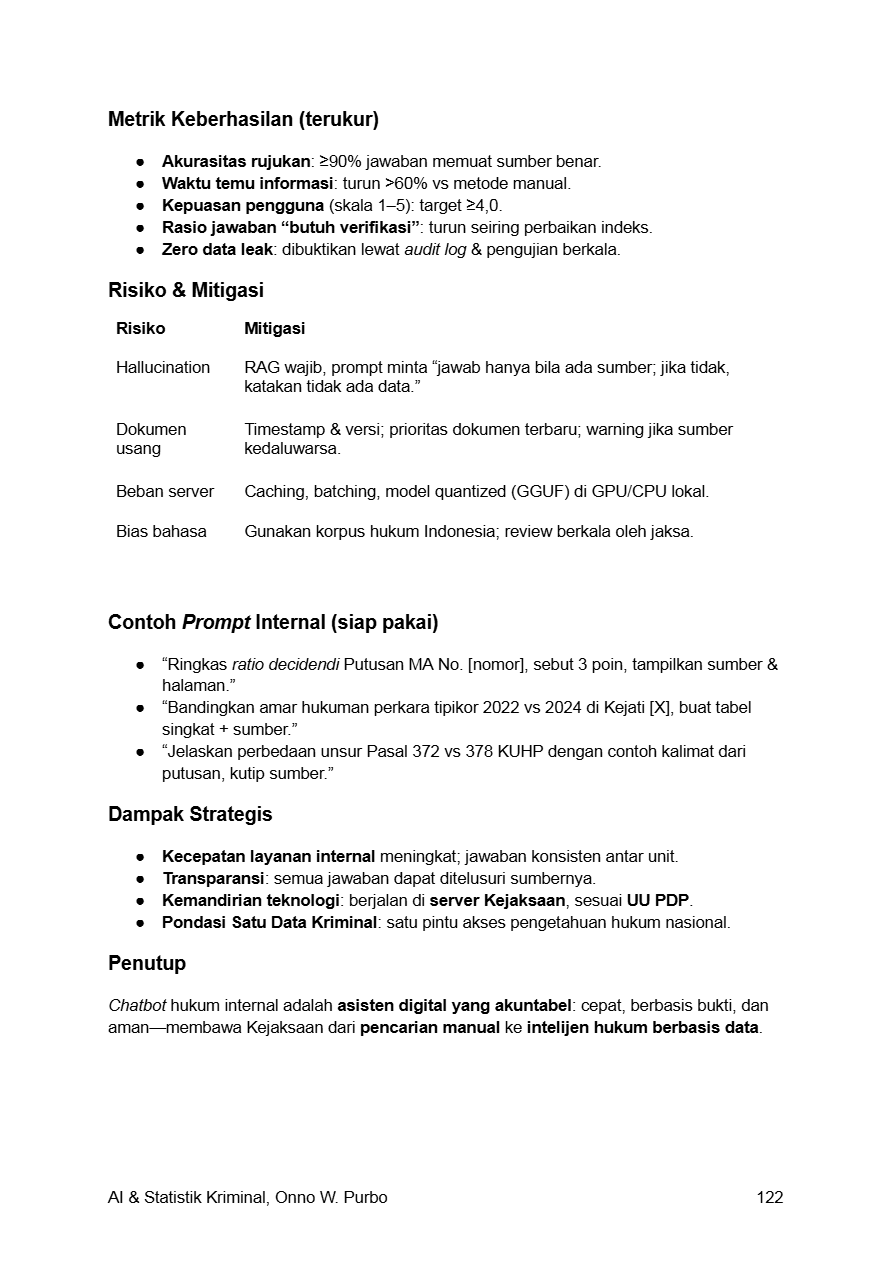 Metrik Keberhasilan (terukur)
● Akurasitas rujukan: ≥90% jawaban memuat sumber benar.
● Waktu temu informasi: turun >60% vs metode manual.
● Kepuasan pengguna (skala 1–5): target ≥4,0.
● Rasio jawaban “butuh verifikasi”: turun seiring perbaikan indeks.
● Zero data leak: dibuktikan lewat audit log & pengujian berkala.
Risiko & Mitigasi
Risiko Mitigasi
Hallucination RAG wajib, prompt minta “jawab hanya bila ada sumber; jika tidak,
katakan tidak ada data.”
Dokumen Timestamp & versi; prioritas dokumen terbaru; warning jika sumber
usang kedaluwarsa.
Beban server Caching, batching, model quantized (GGUF) di GPU/CPU lokal.
Bias bahasa Gunakan korpus hukum Indonesia; review berkala oleh jaksa.
Contoh Prompt Internal (siap pakai)
● “Ringkas ratio decidendi Putusan MA No. [nomor], sebut 3 poin, tampilkan sumber &
halaman.”
● “Bandingkan amar hukuman perkara tipikor 2022 vs 2024 di Kejati [X], buat tabel
singkat + sumber.”
● “Jelaskan perbedaan unsur Pasal 372 vs 378 KUHP dengan contoh kalimat dari
putusan, kutip sumber.”
Dampak Strategis
● Kecepatan layanan internal meningkat; jawaban konsisten antar unit.
● Transparansi: semua jawaban dapat ditelusuri sumbernya.
● Kemandirian teknologi: berjalan di server Kejaksaan, sesuai UU PDP.
● Pondasi Satu Data Kriminal: satu pintu akses pengetahuan hukum nasional.
Penutup
Chatbot hukum internal adalah asisten digital yang akuntabel: cepat, berbasis bukti, dan
aman—membawa Kejaksaan dari pencarian manual ke intelijen hukum berbasis data.
AI & Statistik Kriminal, Onno W. Purbo 122